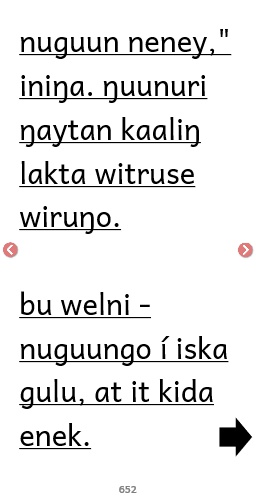 nuguun neney,"
iniŋa. ŋuunuri
ŋaytan kaaliŋ
lakta witruse
wiruŋo.
bu welni -
nuguungo í iska
gulu, at it kida
enek.
652